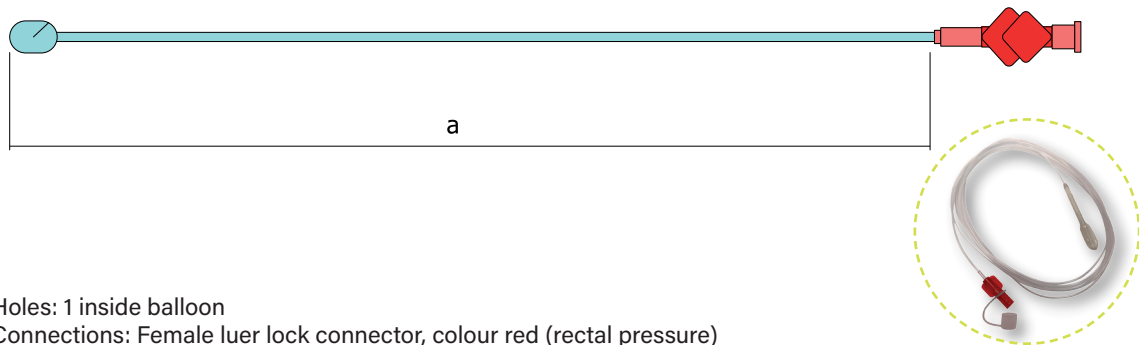 a
Holes: 1 inside balloon
Connections: Female luer lock connector, colour red (rectal pressure)